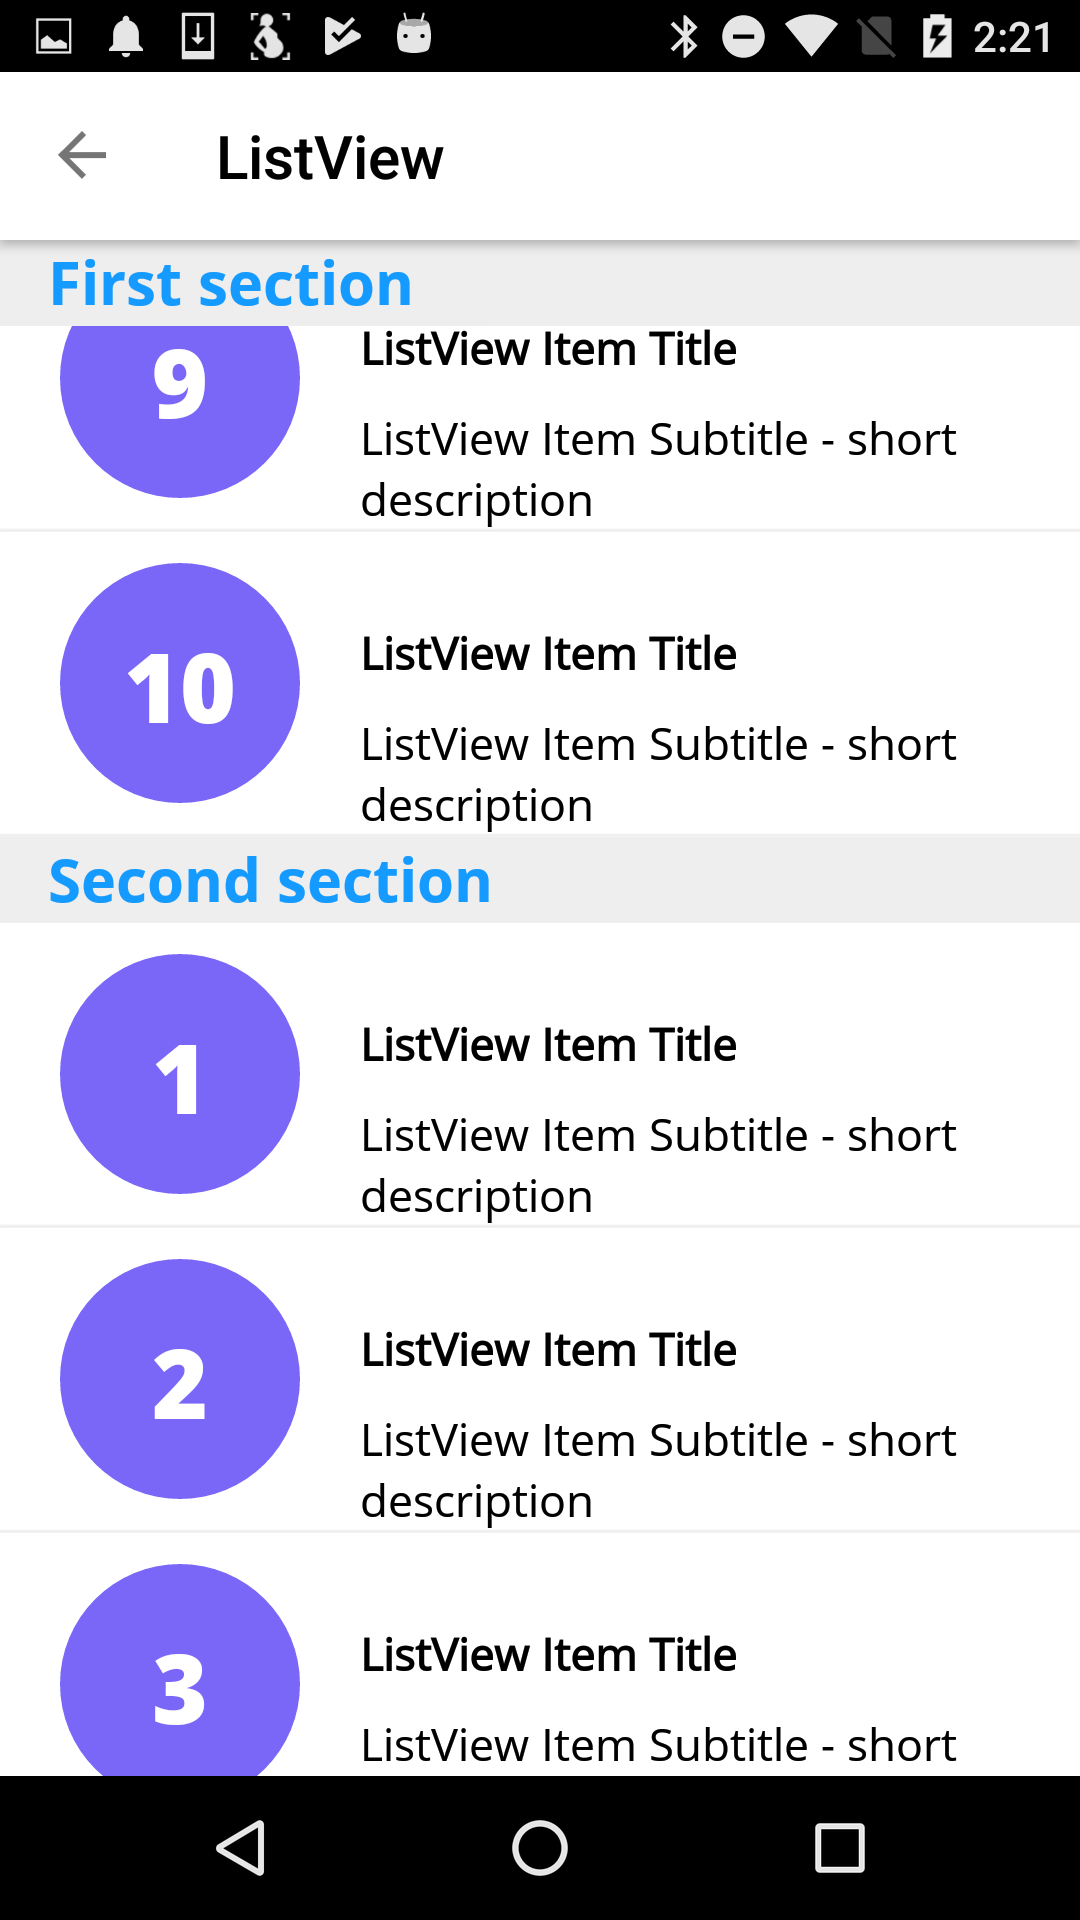 2:21
ListView
First section
9
ListView Item Title
ListView Item Subtitle - short
description
10
ListView Item Title
ListView Item Subtitle - short
description
Second section
1
ListView Item Title
ListView Item Subtitle - short
description
2
ListView Item Title
ListView Item Subtitle - short
description
3
ListView Item Title
ListView Item Subtitle - short